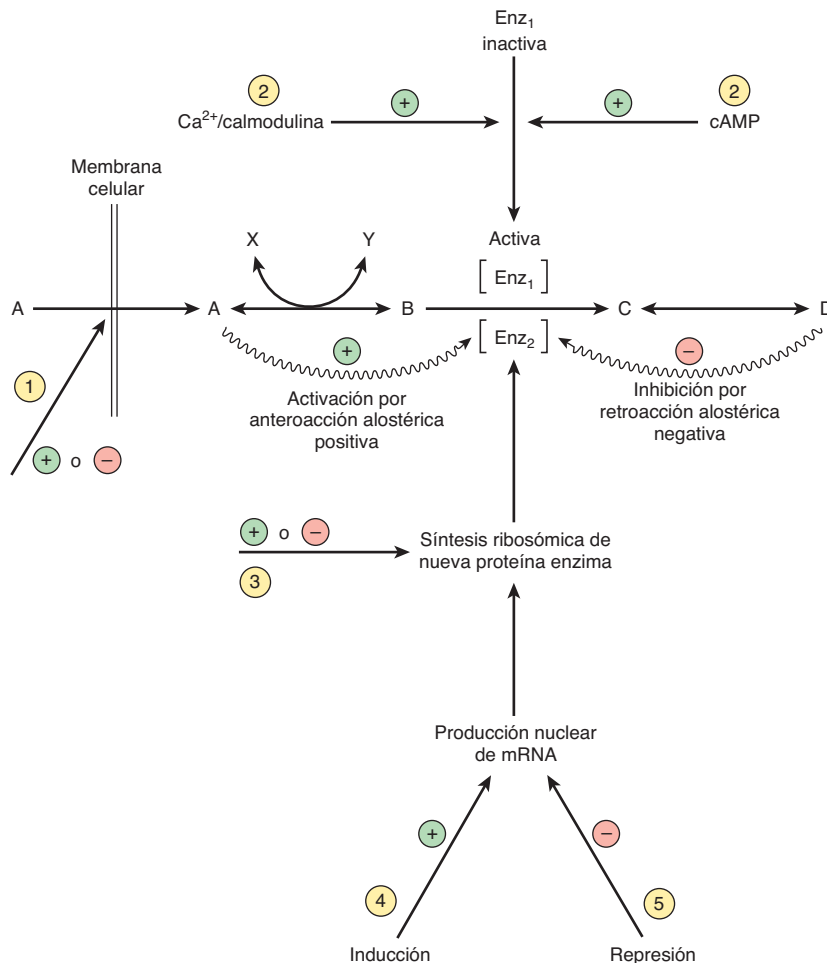 Enz₁
inactiva
2
+
+
2
Ca²⁺/calmodulina
cAMP
Membrana
celular
X
Y
Activa
[Enz₁]
A
A
B
C
D
[Enz₂]
+
−
1
Activación por
anteroacción alostérica
positiva
Inhibición por
retroacción alostérica
negativa
+ o −
+ o −
3
Síntesis ribosómica de
nueva proteína enzima
Producción nuclear
de mRNA
+
−
4
5
Inducción
Represión